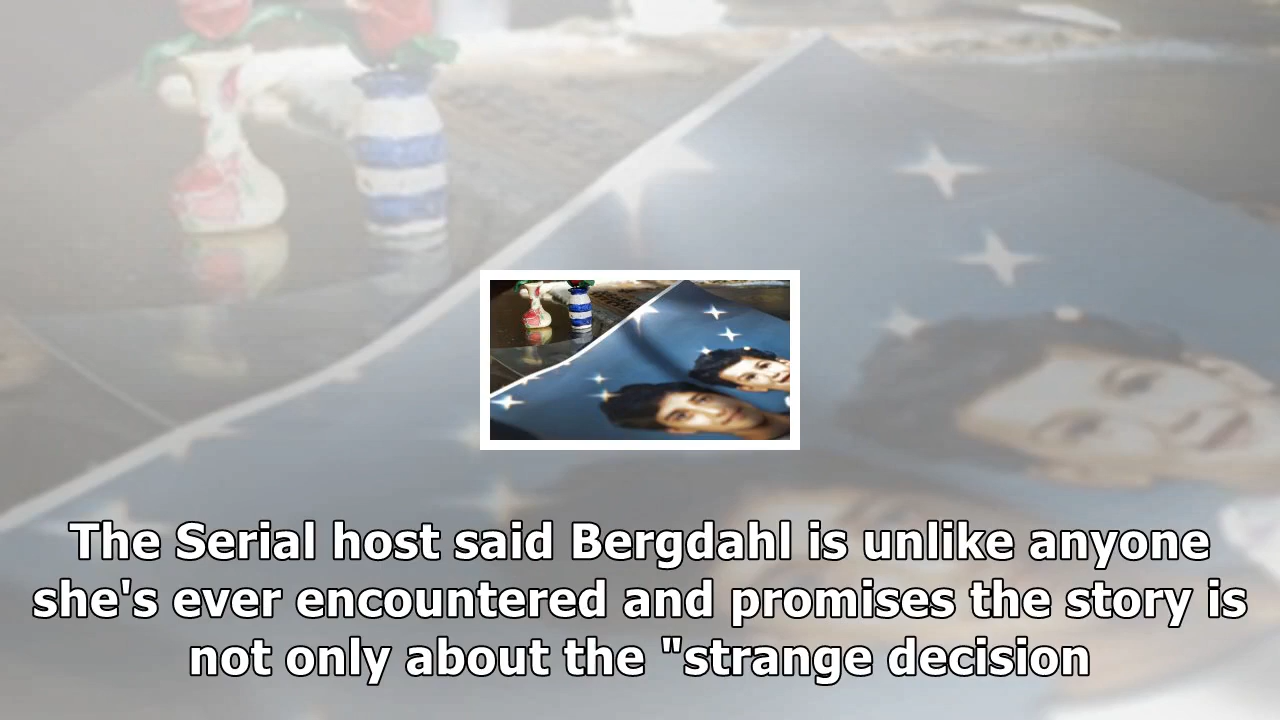 The Serial host said Bergdahl is unlike anyone
she's ever encountered and promises the story is
not only about the "strange decision